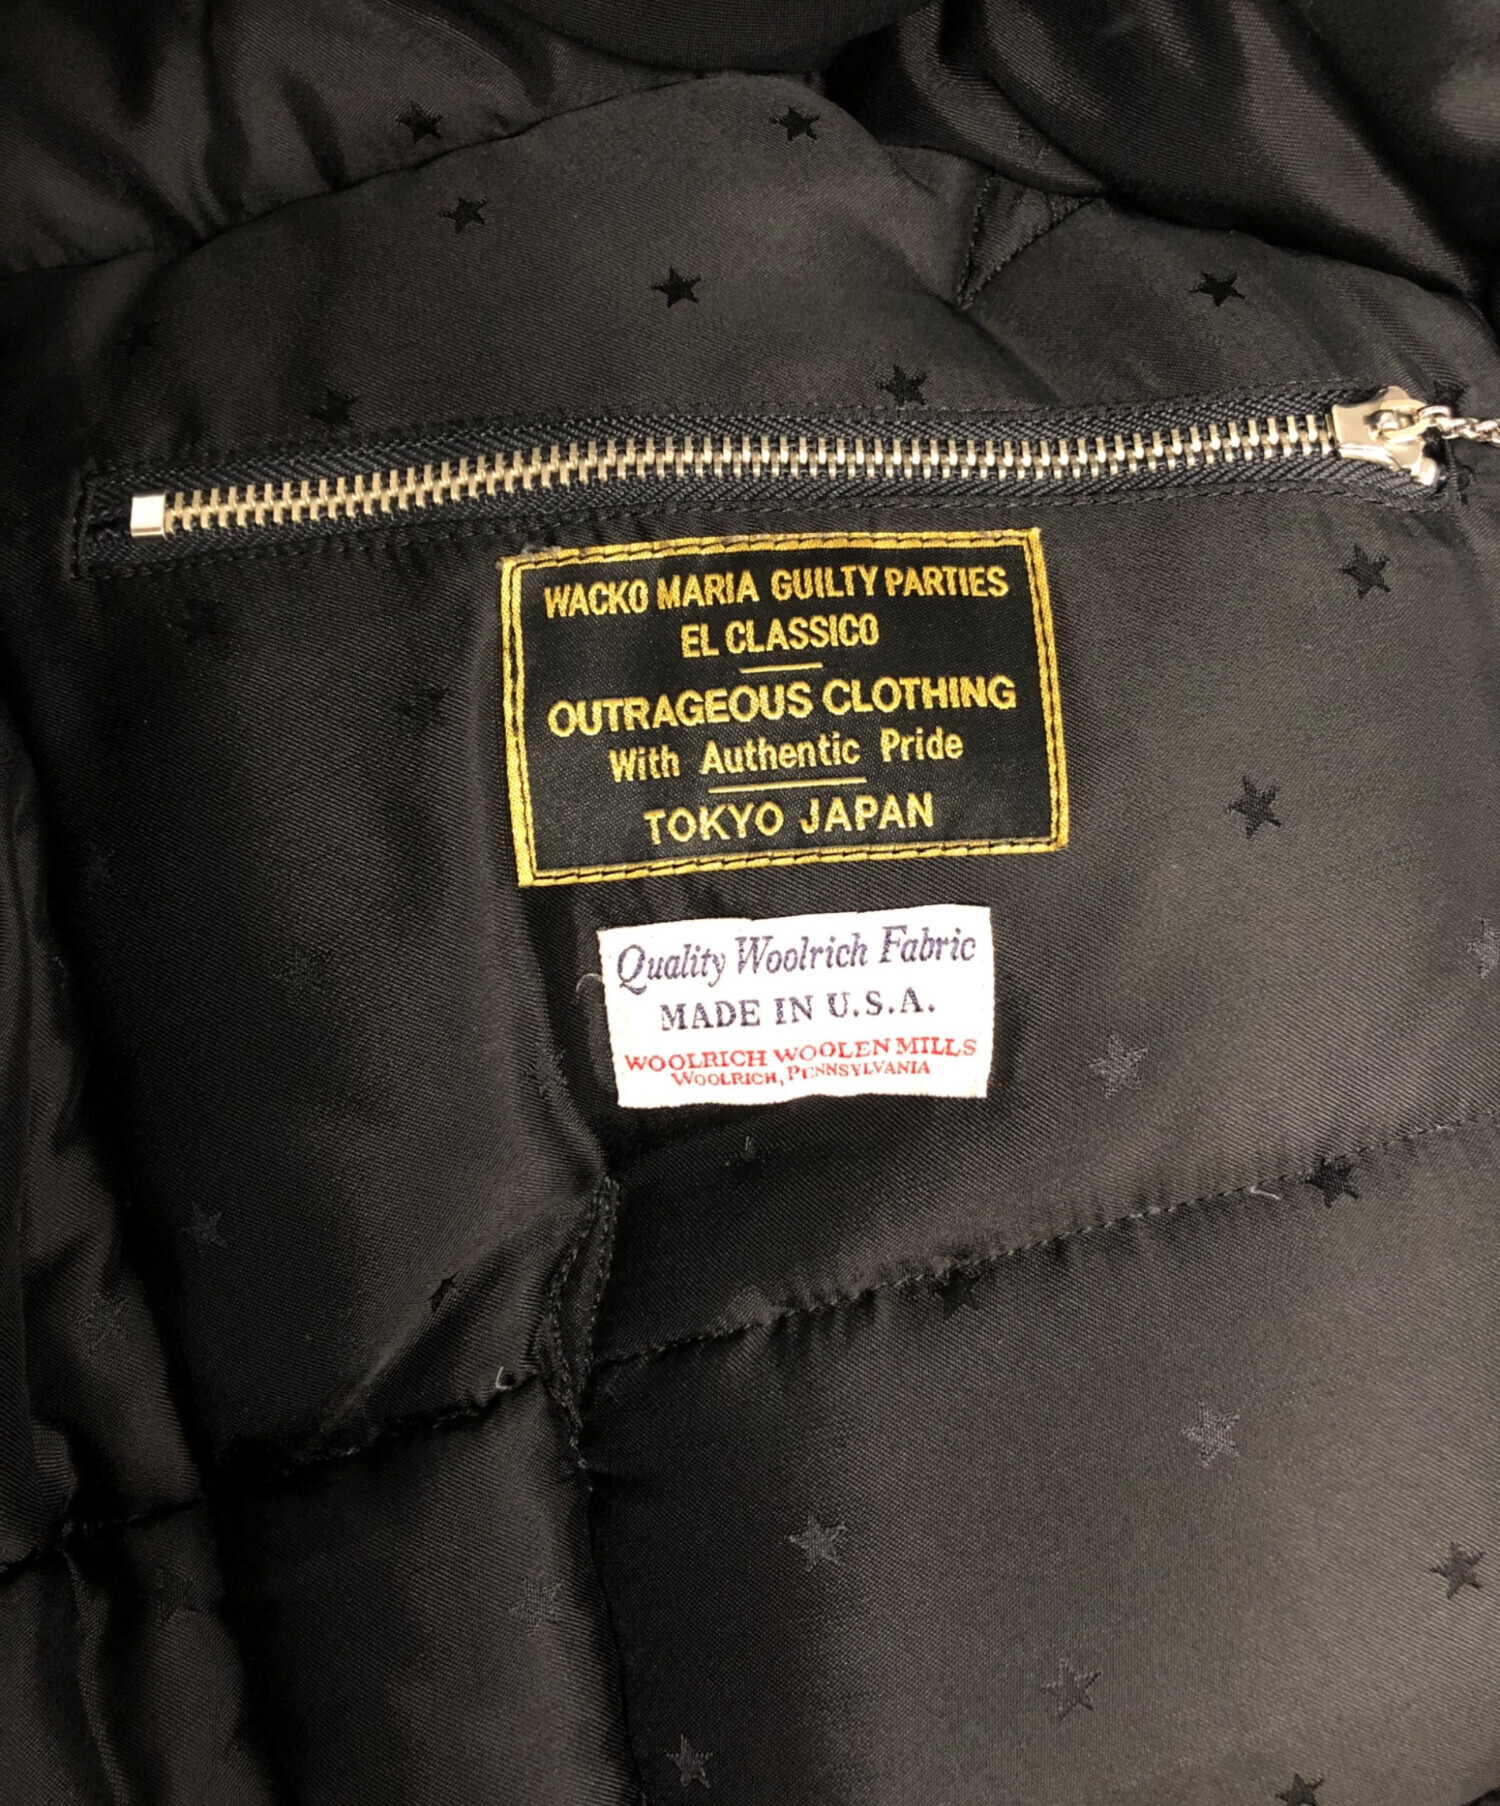 WACKO MARIA GUILTY PARTIES
EL CLASSICO
OUTRAGEOUS CLOTHING
With Authentic Pride
TOKYO JAPAN
Quality Woolrich Fabric
MADE IN U.S.A.
WOOLRICH WOOLEN MILLS
WOOLRICH, PENNSYLVANIA